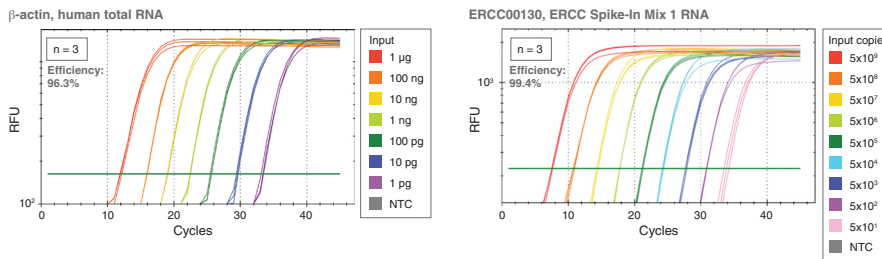 β-actin, human total RNA
n = 3
Efficiency:
96.3%
RFU
10²
0
10
20
30
40
Cycles
Input
1 µg
100 ng
10 ng
1 ng
100 pg
10 pg
1 pg
NTC
ERCC00130, ERCC Spike-In Mix 1 RNA
n = 3
Efficiency:
99.4%
10³
RFU
0
10
20
30
40
Cycles
Input copie
5x10⁹
5x10⁸
5x10⁷
5x10⁶
5x10⁵
5x10⁴
5x10³
5x10²
5x10¹
NTC